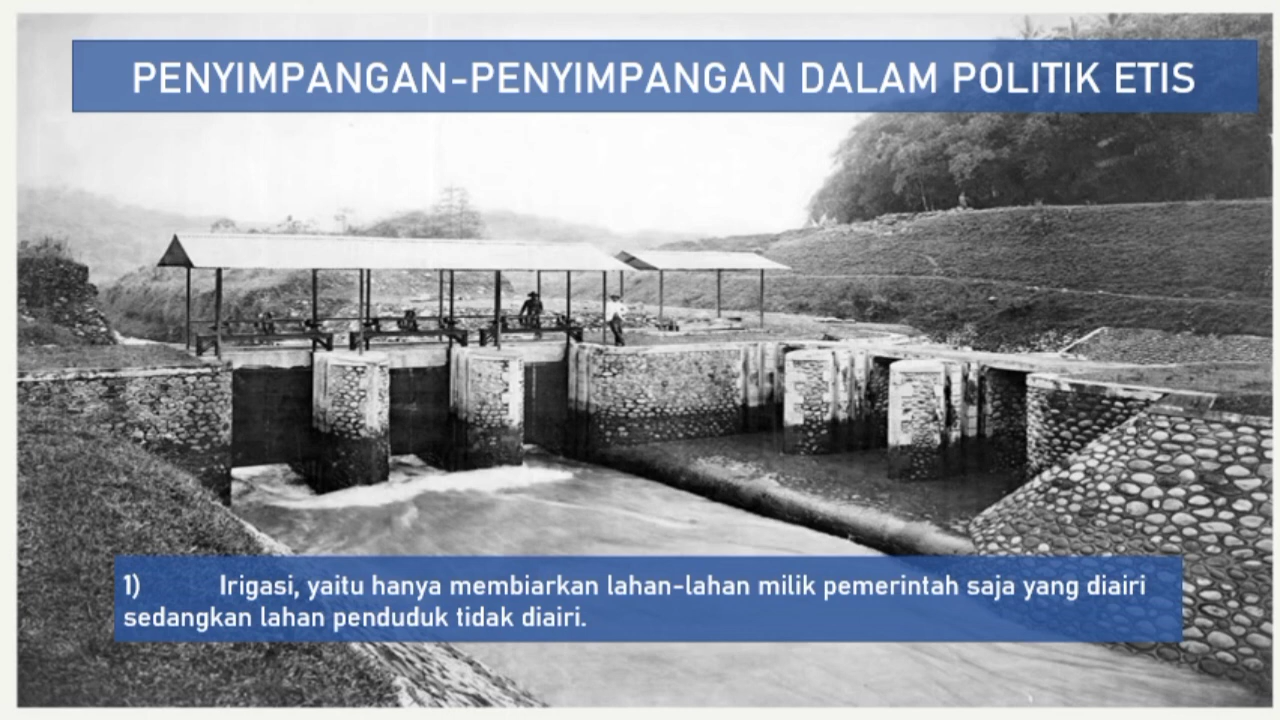 PENYIMPANGAN-PENYIMPANGAN DALAM POLITIK ETIS
1) Irigasi, yaitu hanya membiarkan lahan-lahan milik pemerintah saja yang diairi
sedangkan lahan penduduk tidak diairi.